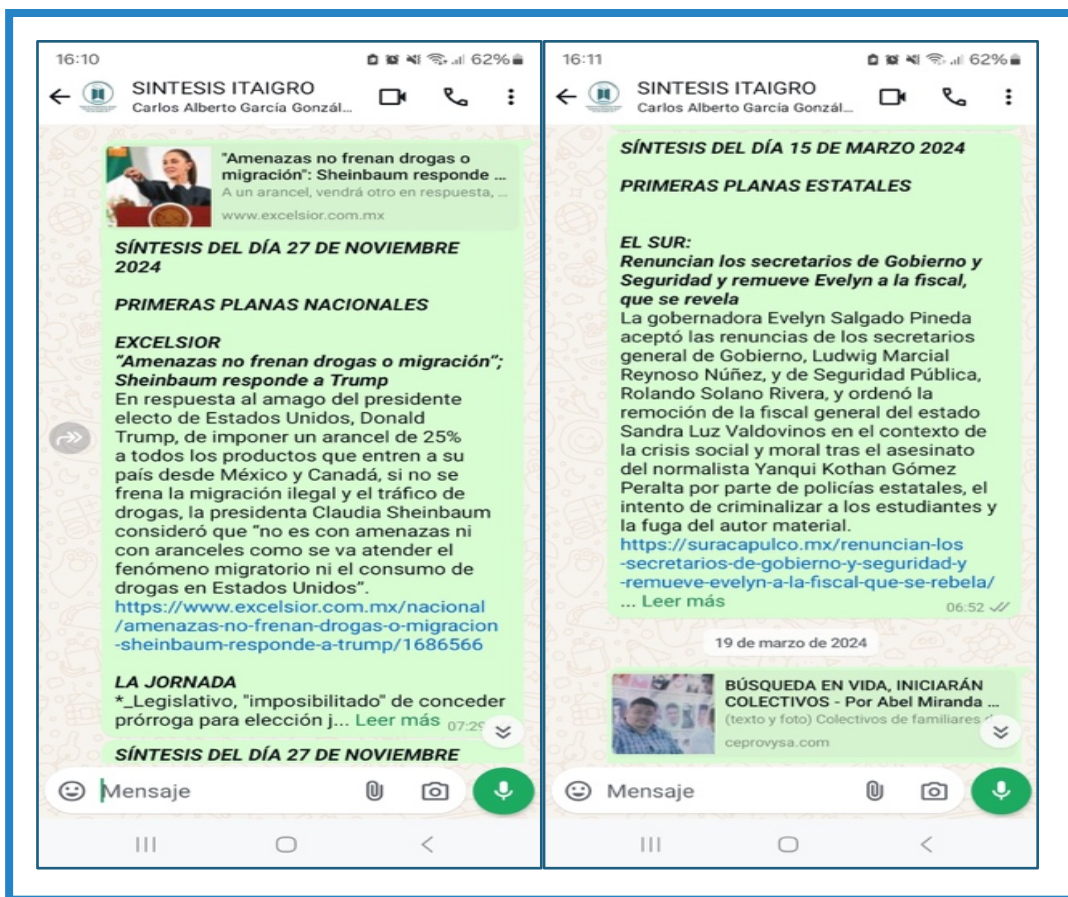 16:10
62%
SINTESIS ITAIGRO
Carlos Alberto García Gonzál...
"Amenazas no frenan drogas o
migración": Sheinbaum responde ...
A un arancel, vendrá otro en respuesta, ...
www.excelsior.com.mx
SÍNTESIS DEL DÍA 27 DE NOVIEMBRE
2024
PRIMERAS PLANAS NACIONALES
EXCELSIOR
“Amenazas no frenan drogas o migración”;
Sheinbaum responde a Trump
En respuesta al amago del presidente
electo de Estados Unidos, Donald
Trump, de imponer un arancel de 25%
a todos los productos que entren a su
país desde México y Canadá, si no se
frena la migración ilegal y el tráfico de
drogas, la presidenta Claudia Sheinbaum
consideró que “no es con amenazas ni
con aranceles como se va atender el
fenómeno migratorio ni el consumo de
drogas en Estados Unidos”.
https://www.excelsior.com.mx/nacional
/amenazas-no-frenan-drogas-o-migracion
-sheinbaum-responde-a-trump/1686566
LA JORNADA
*_Legislativo, "imposibilitado" de conceder
prórroga para elección j... Leer más 07:29
SÍNTESIS DEL DÍA 27 DE NOVIEMBRE
Mensaje
16:11
62%
SINTESIS ITAIGRO
Carlos Alberto García Gonzál...
SÍNTESIS DEL DÍA 15 DE MARZO 2024
PRIMERAS PLANAS ESTATALES
EL SUR:
Renuncian los secretarios de Gobierno y
Seguridad y remueve Evelyn a la fiscal,
que se revela
La gobernadora Evelyn Salgado Pineda
aceptó las renuncias de los secretarios
general de Gobierno, Ludwig Marcial
Reynoso Núñez, y de Seguridad Pública,
Rolando Solano Rivera, y ordenó la
remoción de la fiscal general del estado
Sandra Luz Valdovinos en el contexto de
la crisis social y moral tras el asesinato
del normalista Yanqui Kothan Gómez
Peralta por parte de policías estatales, el
intento de criminalizar a los estudiantes y
la fuga del autor material.
https://suracapulco.mx/renuncian-los
-secretarios-de-gobierno-y-seguridad-y
-remueve-evelyn-a-la-fiscal-que-se-rebela/
... Leer más 06:52
19 de marzo de 2024
BÚSQUEDA EN VIDA, INICIARÁN
COLECTIVOS - Por Abel Miranda ...
(texto y foto) Colectivos de familiares
ceprovysa.com
Mensaje